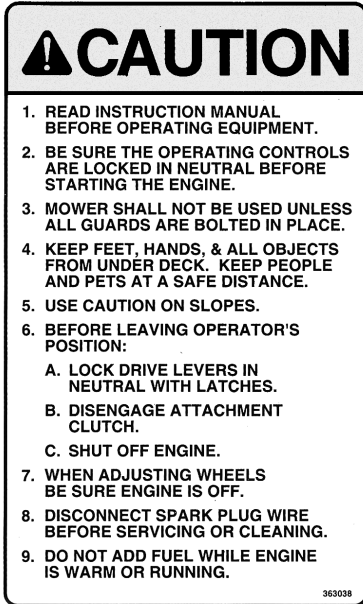 CAUTION
1. READ INSTRUCTION MANUAL
BEFORE OPERATING EQUIPMENT.
2. BE SURE THE OPERATING CONTROLS
ARE LOCKED IN NEUTRAL BEFORE
STARTING THE ENGINE.
3. MOWER SHALL NOT BE USED UNLESS
ALL GUARDS ARE BOLTED IN PLACE.
4. KEEP FEET, HANDS, & ALL OBJECTS
FROM UNDER DECK. KEEP PEOPLE
AND PETS AT A SAFE DISTANCE.
5. USE CAUTION ON SLOPES.
6. BEFORE LEAVING OPERATOR'S
POSITION:
A. LOCK DRIVE LEVERS IN
NEUTRAL WITH LATCHES.
B. DISENGAGE ATTACHMENT
CLUTCH.
C. SHUT OFF ENGINE.
7. WHEN ADJUSTING WHEELS
BE SURE ENGINE IS OFF.
8. DISCONNECT SPARK PLUG WIRE
BEFORE SERVICING OR CLEANING.
9. DO NOT ADD FUEL WHILE ENGINE
IS WARM OR RUNNING.
363038